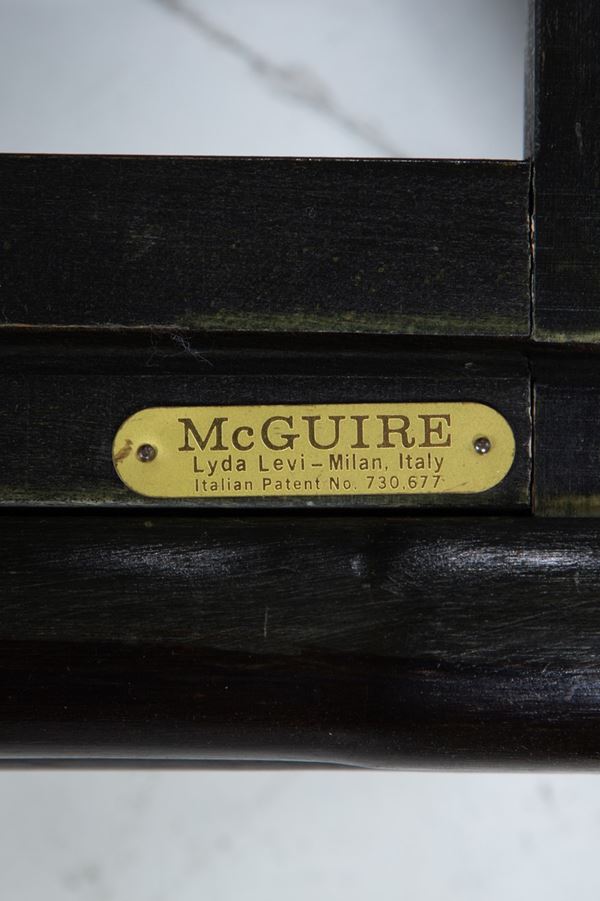 McGUIRE
Lyda Levi – Milan, Italy
Italian Patent No. 730,677